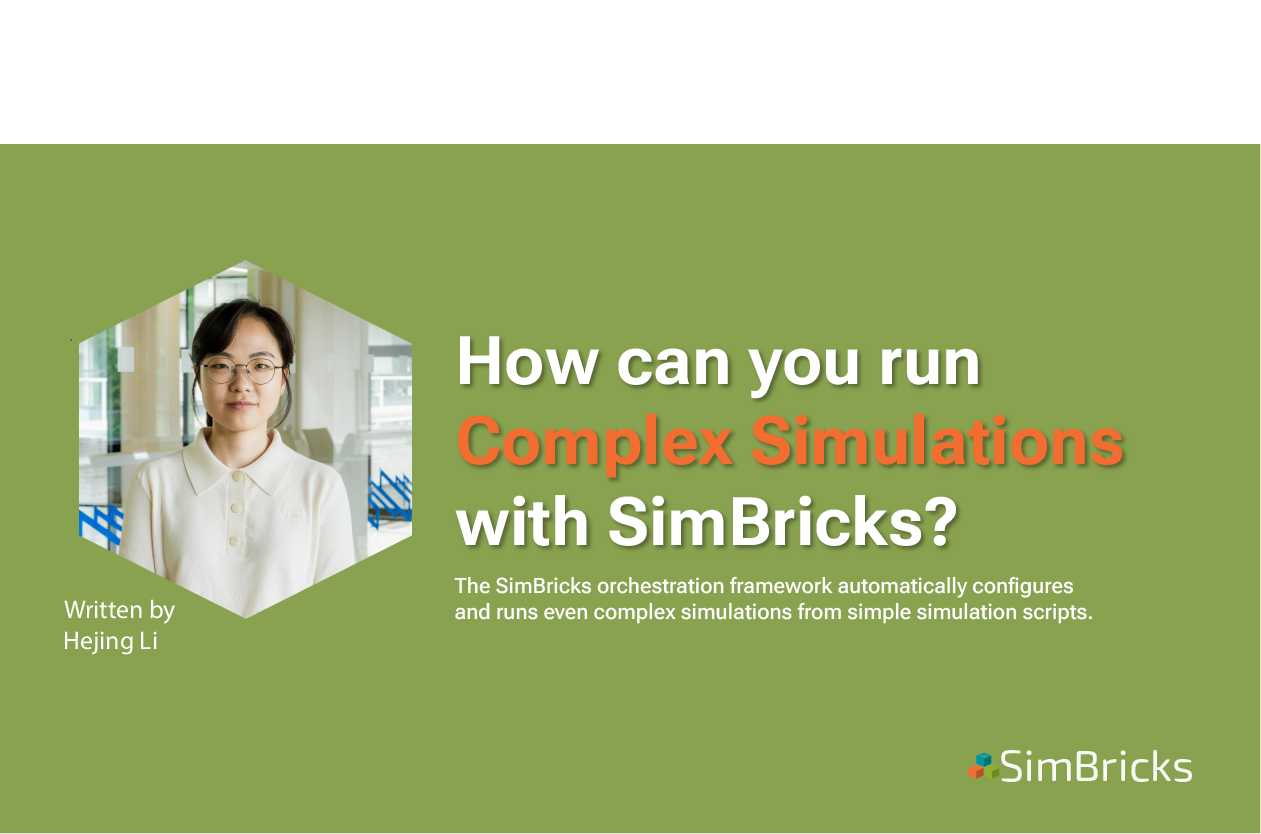 How can you run
Complex Simulations
with SimBricks?
The SimBricks orchestration framework automatically configures
and runs even complex simulations from simple simulation scripts.
Written by
Hejing Li
SimBricks